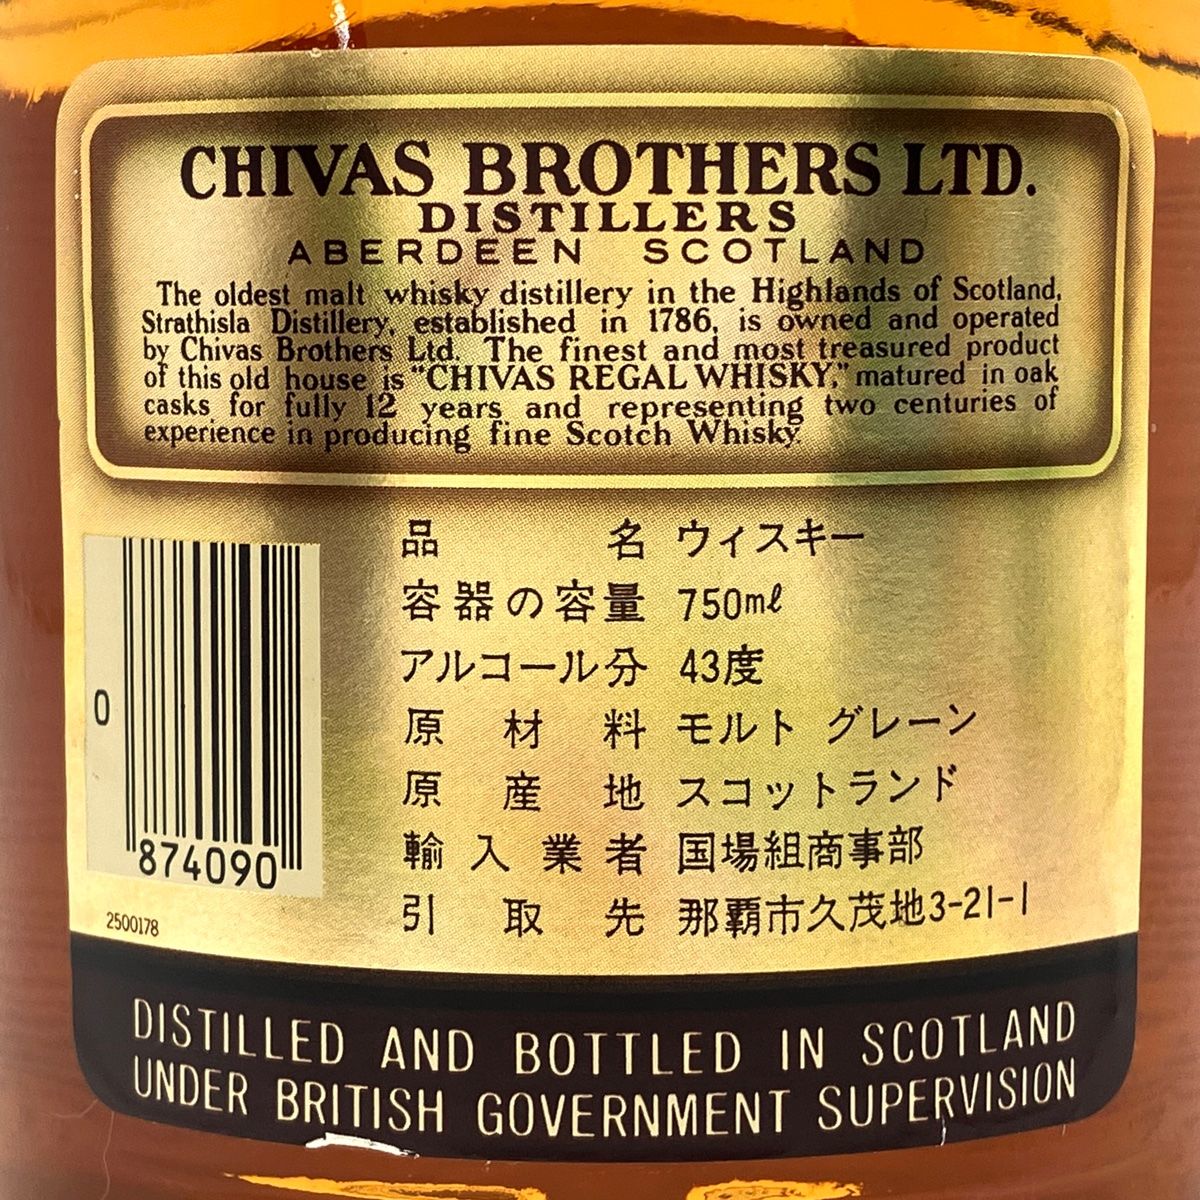 CHIVAS BROTHERS LTD.
DISTILLERS
ABERDEEN SCOTLAND
The oldest malt whisky distillery in the Highlands of Scotland,
Strathisla Distillery, established in 1786, is owned and operated
by Chivas Brothers Ltd. The finest and most treasured product
of this old house is "CHIVAS REGAL WHISKY," matured in oak
casks for fully 12 years and representing two centuries of
experience in producing fine Scotch Whisky.
品名 ウィスキー
容器の容量 750ml
アルコール分 43度
原材料 モルト グレーン
原産地 スコットランド
輸入業者 国場組商事部
引取先 那覇市久茂地3-21-1
0 874090
2500178
DISTILLED AND BOTTLED IN SCOTLAND
UNDER BRITISH GOVERNMENT SUPERVISION